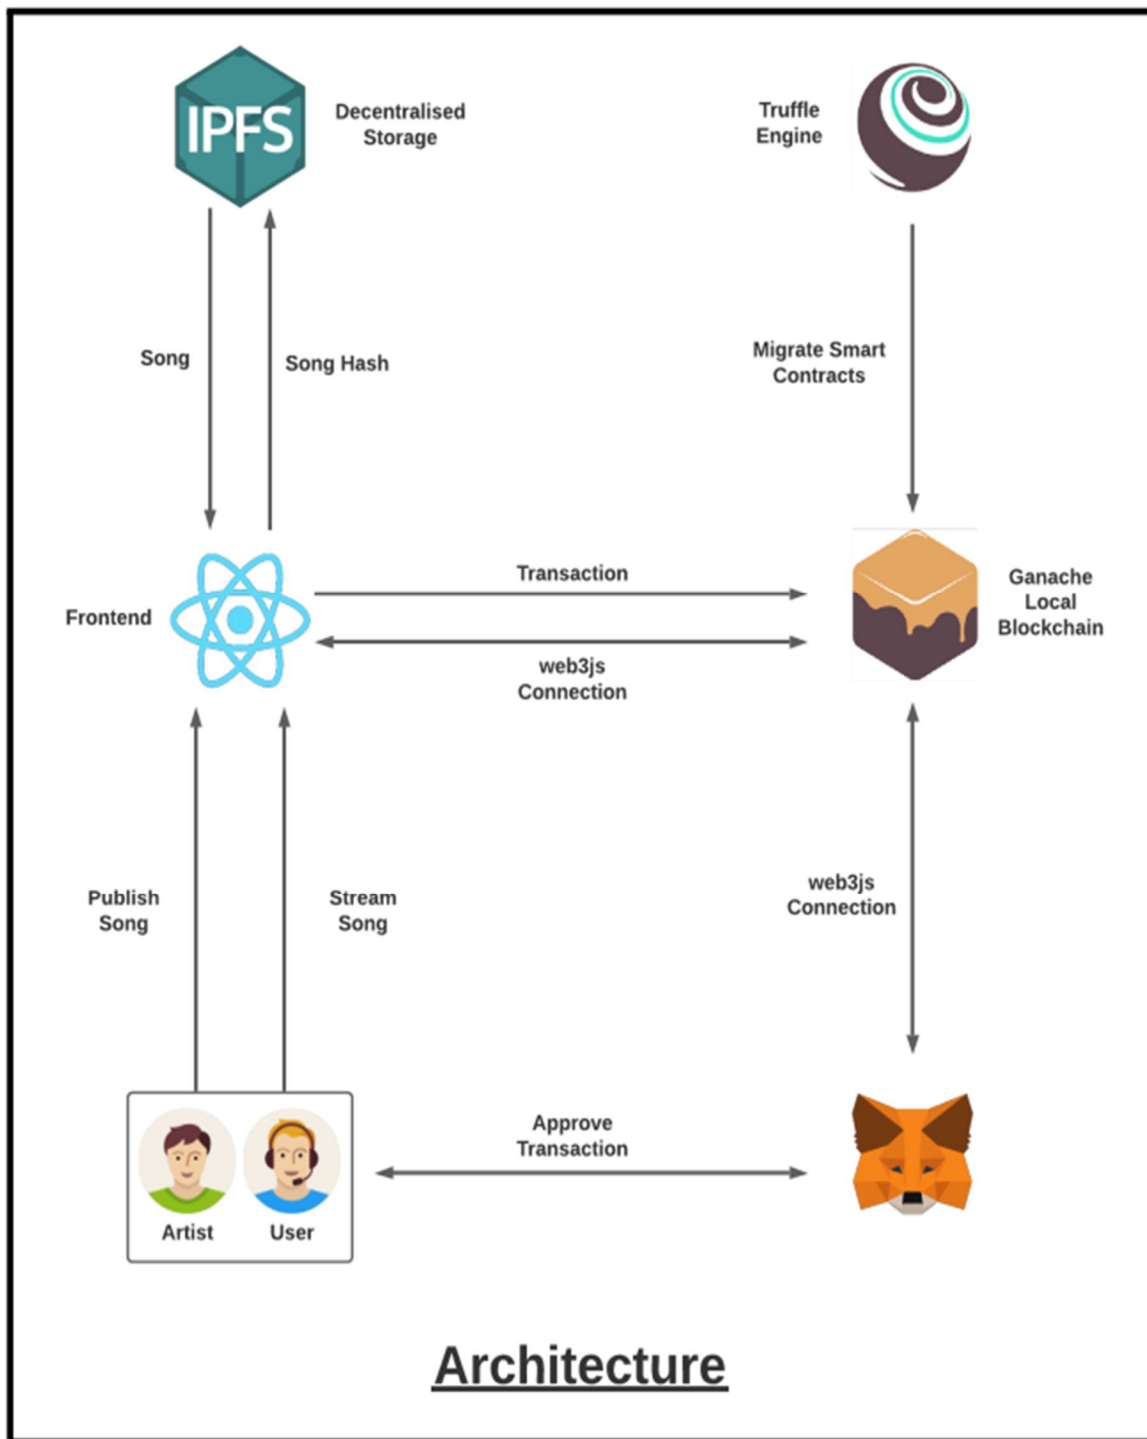 IPFS
Decentralised
Storage
Truffle
Engine
Song
Song Hash
Migrate Smart
Contracts
Frontend
Transaction
web3js
Connection
Ganache
Local
Blockchain
Publish
Song
Stream
Song
web3js
Connection
Artist
User
Approve
Transaction
Architecture